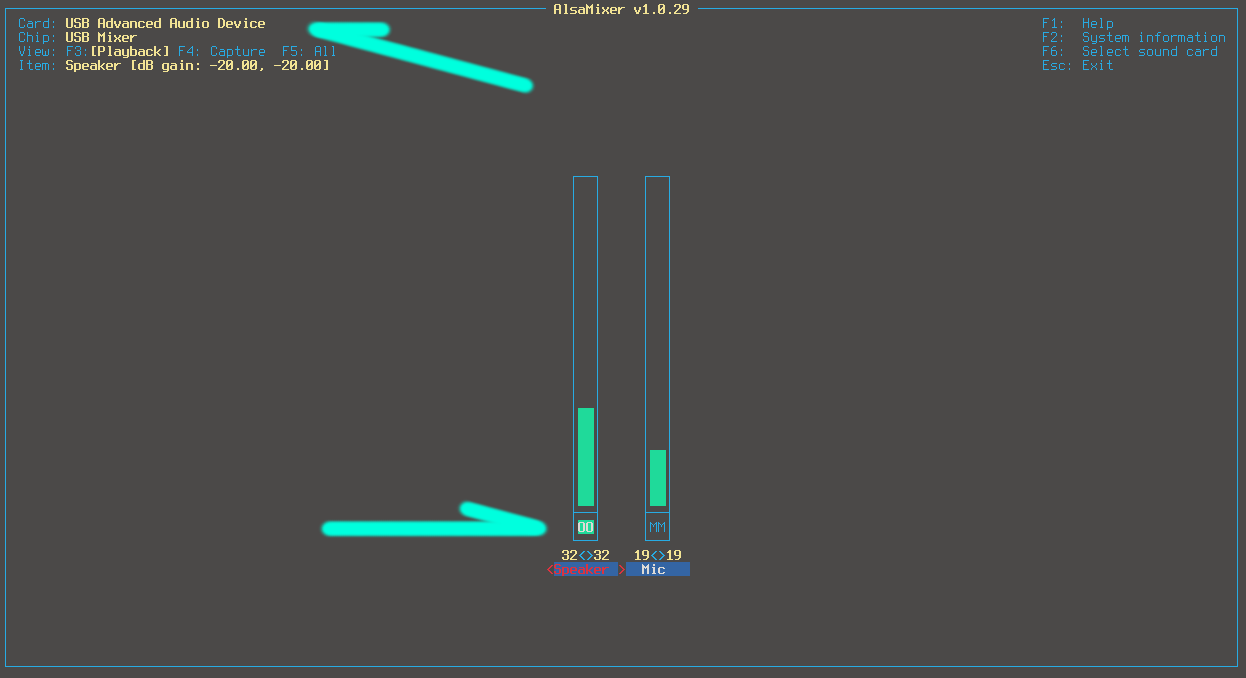 AlsaMixer v1.0.29
Card: USB Advanced Audio Device
Chip: USB Mixer
View: F3:[Playback] F4: Capture  F5: All
Item: Speaker [dB gain: -20.00, -20.00]
F1:  Help
F2:  System information
F6:  Select sound card
Esc: Exit
OO MM
32<>32 19<>19
<Speaker > Mic